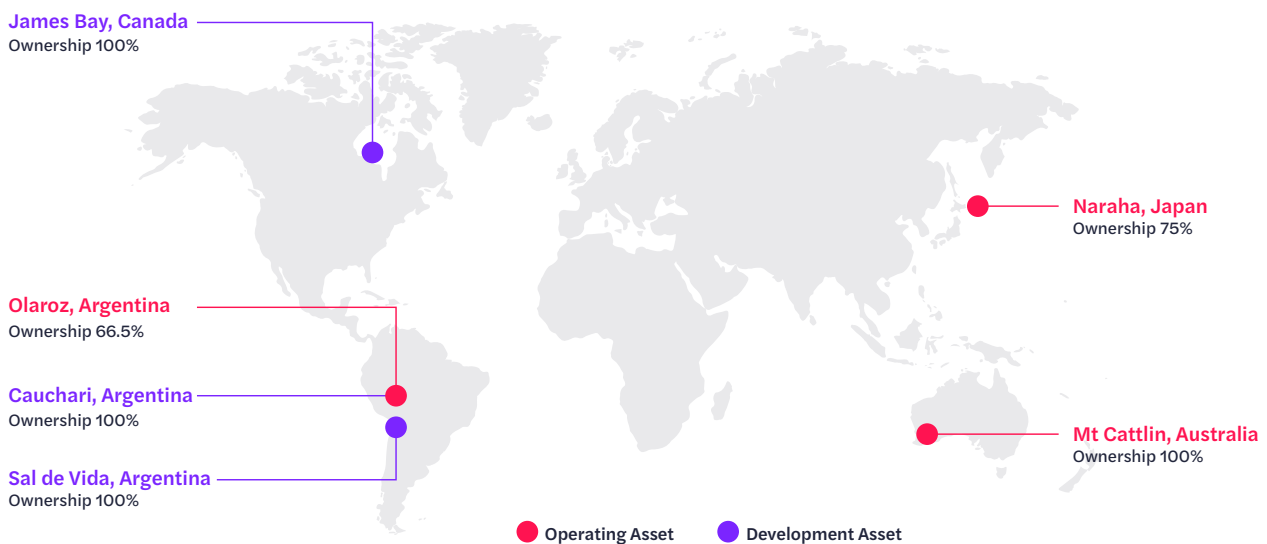 James Bay, Canada
Ownership 100%
Naraha, Japan
Ownership 75%
Olaroz, Argentina
Ownership 66.5%
Cauchari, Argentina
Ownership 100%
Mt Cattlin, Australia
Ownership 100%
Sal de Vida, Argentina
Ownership 100%
Operating Asset
Development Asset